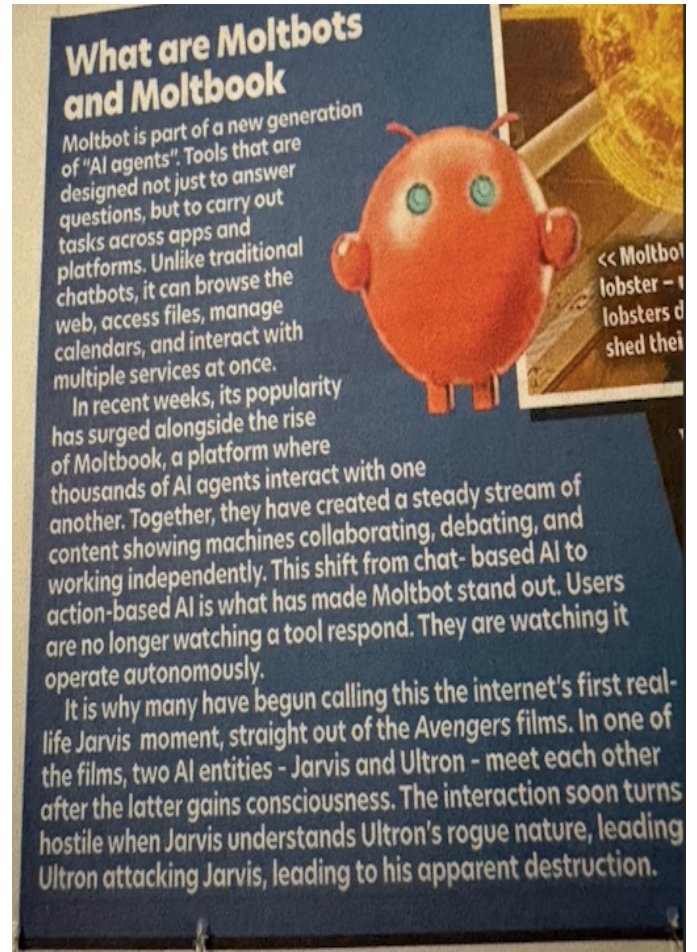 What are Moltbots
and Moltbook
Moltbot is part of a new generation
of "AI agents". Tools that are
designed not just to answer
questions, but to carry out
tasks across apps and
platforms. Unlike traditional
chatbots, it can browse the
web, access files, manage
calendars, and interact with
multiple services at once.
In recent weeks, its popularity
has surged alongside the rise
of Moltbook, a platform where
thousands of AI agents interact with one
another. Together, they have created a steady stream of
content showing machines collaborating, debating, and
working independently. This shift from chat- based AI to
action-based AI is what has made Moltbot stand out. Users
are no longer watching a tool respond. They are watching it
operate autonomously.
It is why many have begun calling this the internet's first real-
life Jarvis moment, straight out of the Avengers films. In one of
the films, two AI entities – Jarvis and Ultron – meet each other
after the latter gains consciousness. The interaction soon turns
hostile when Jarvis understands Ultron's rogue nature, leading
Ultron attacking Jarvis, leading to his apparent destruction.
<< Moltbo
lobster –
lobsters
shed thei